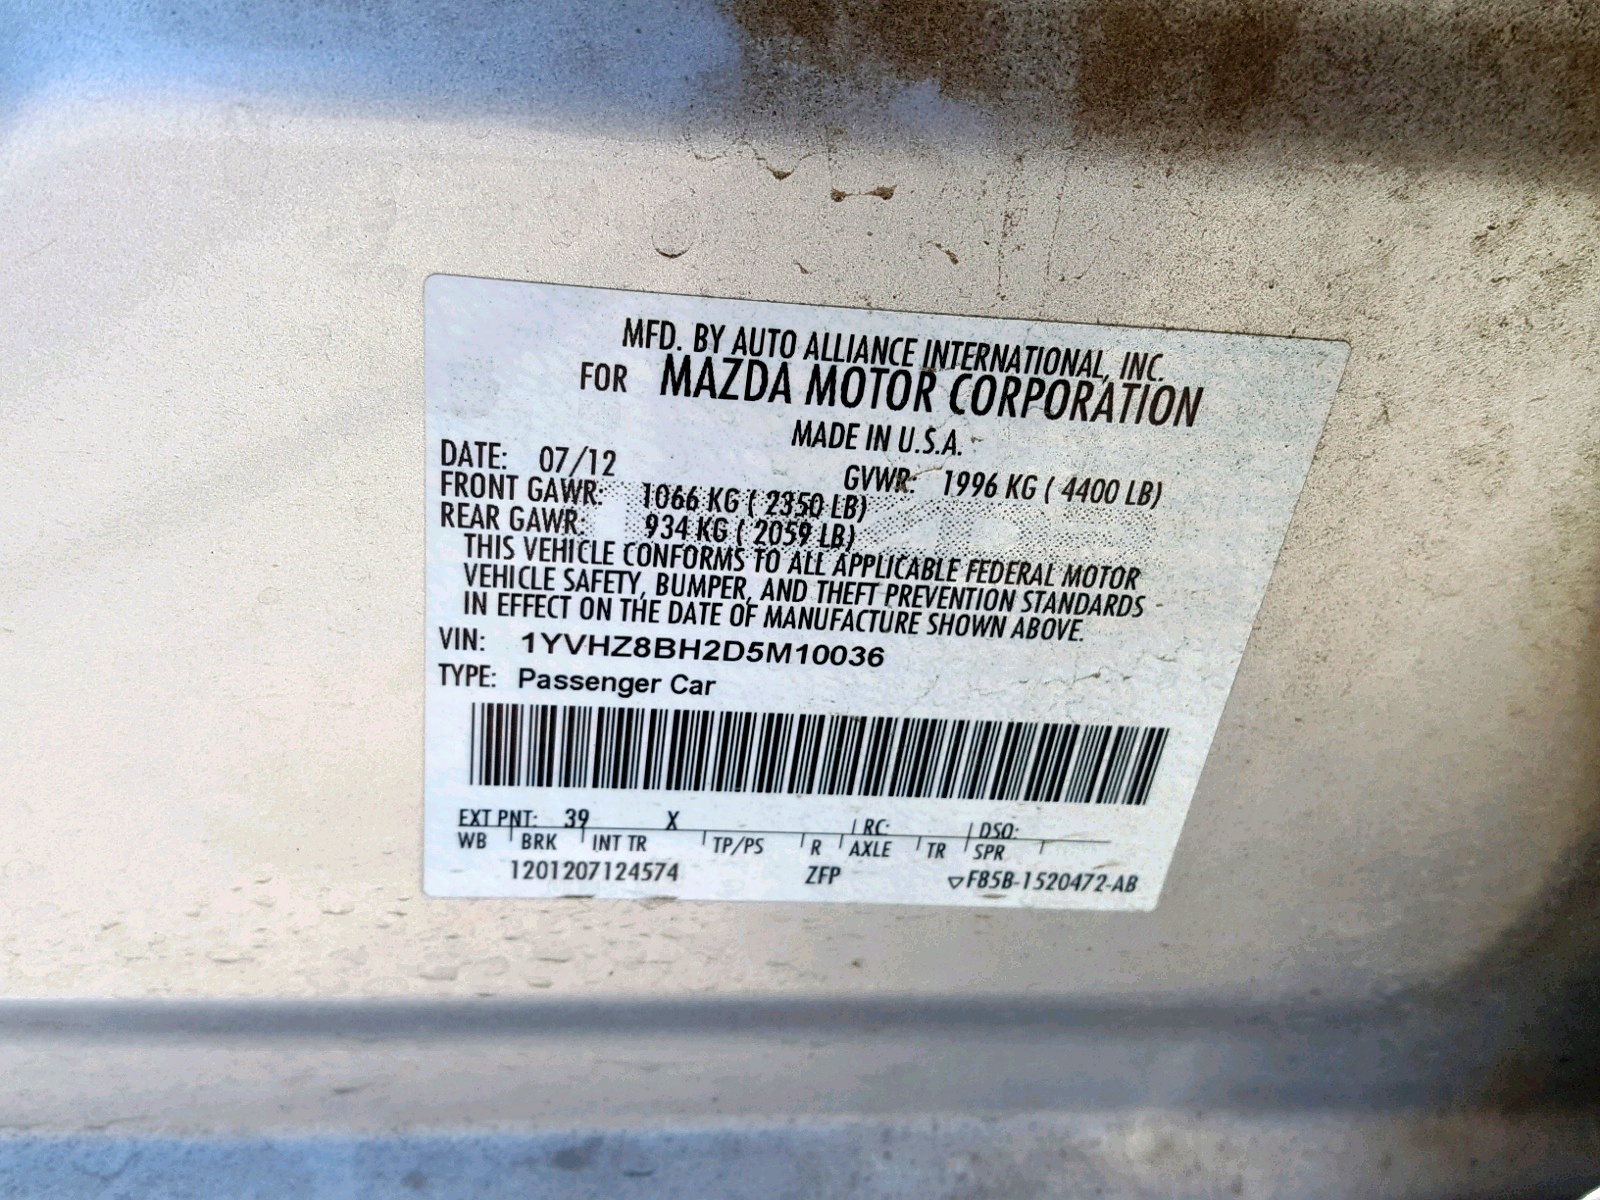 MFD. BY AUTO ALLIANCE INTERNATIONAL, INC.
FOR MAZDA MOTOR CORPORATION
MADE IN U.S.A.
DATE: 07/12 GVWR: 1996 KG ( 4400 LB)
FRONT GAWR: 1066 KG ( 2350 LB)
REAR GAWR: 934 KG ( 2059 LB)
THIS VEHICLE CONFORMS TO ALL APPLICABLE FEDERAL MOTOR
VEHICLE SAFETY, BUMPER, AND THEFT PREVENTION STANDARDS
IN EFFECT ON THE DATE OF MANUFACTURE SHOWN ABOVE.
VIN: 1YVHZ8BH2D5M10036
TYPE: Passenger Car
EXT PNT: 39 X RC: DSO:
WB BRK INT TR TP/PS R AXLE TR SPR
1201207124574 ZFP ▽F85B-1520472-AB